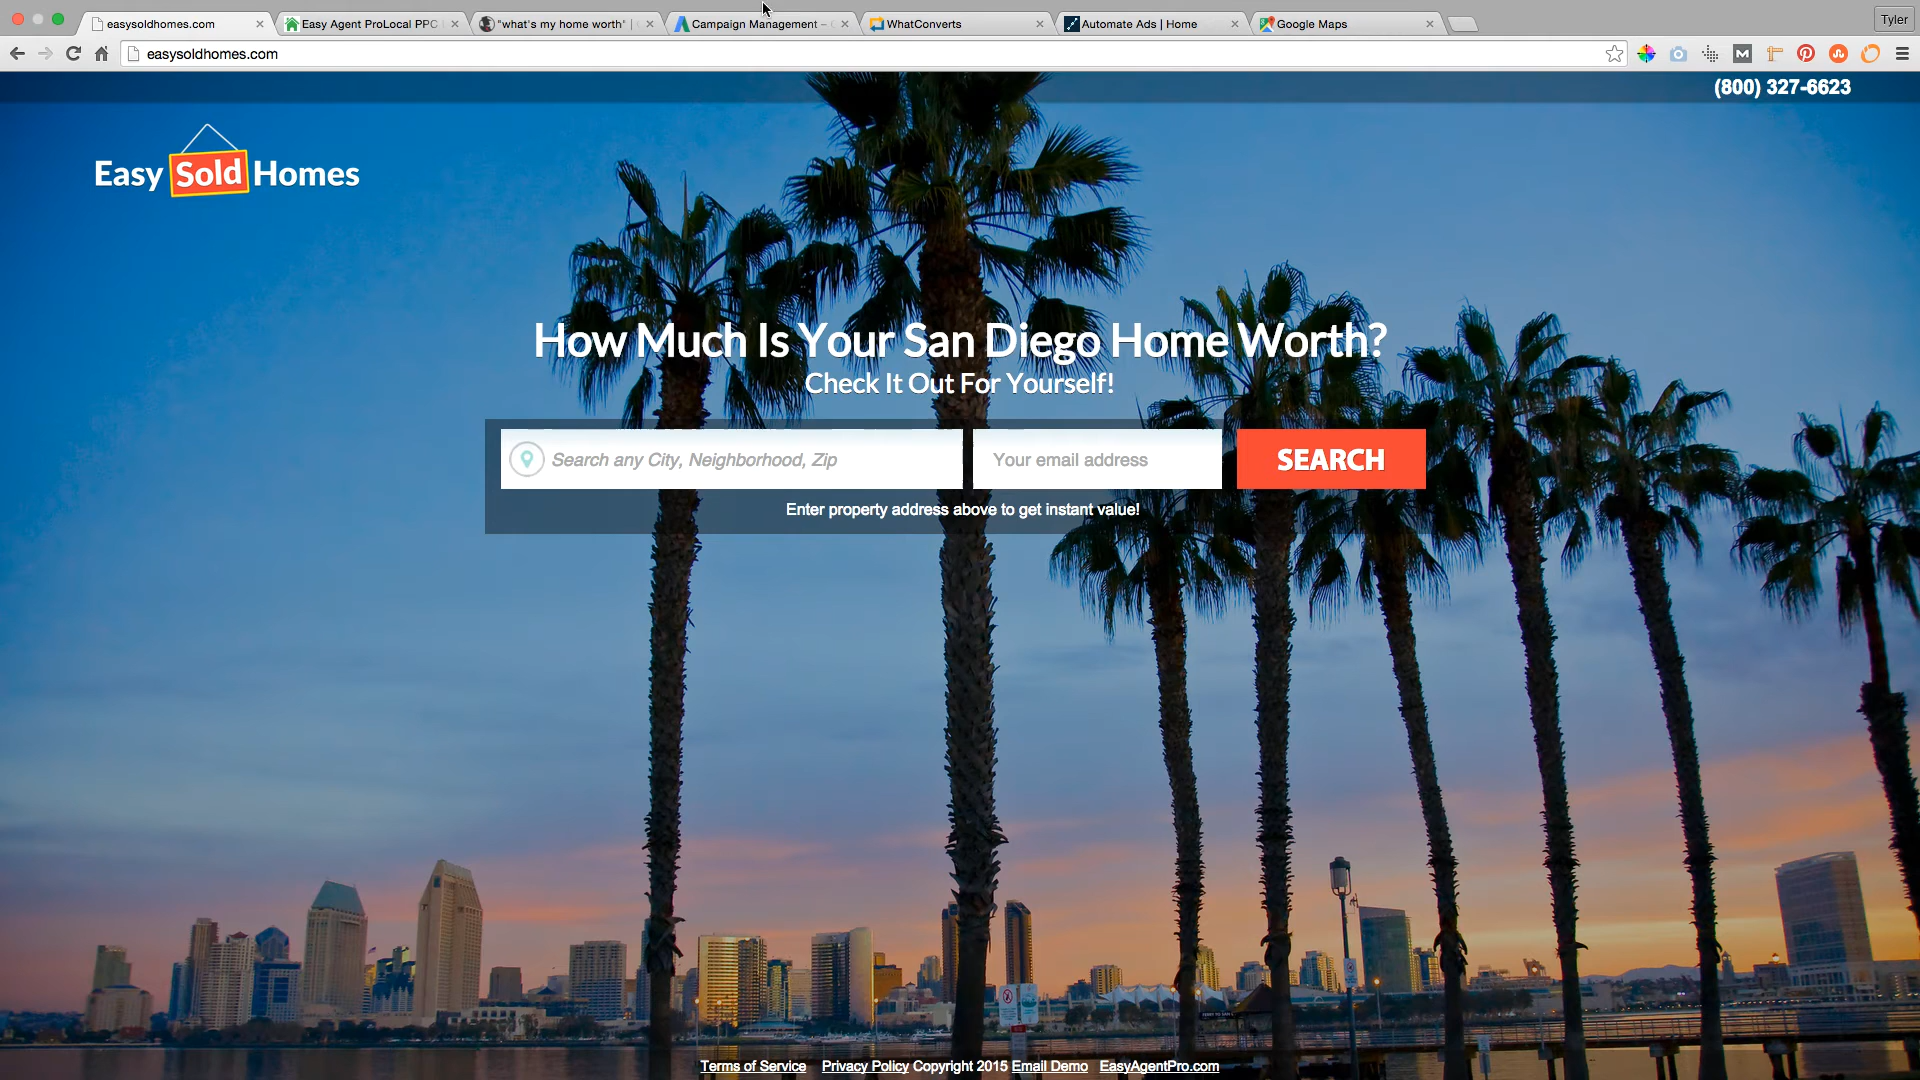 easysoldhomes.com
Easy Agent ProLocal PPC
"what's my home worth"
Campaign Management –
WhatConverts
Automate Ads | Home
Google Maps
Tyler
easysoldhomes.com
(800) 327-6623
Easy Sold Homes
How Much Is Your San Diego Home Worth?
Check It Out For Yourself!
Search any City, Neighborhood, Zip
Your email address
SEARCH
Enter property address above to get instant value!
Terms of Service Privacy Policy Copyright 2015 Email Demo EasyAgentPro.com